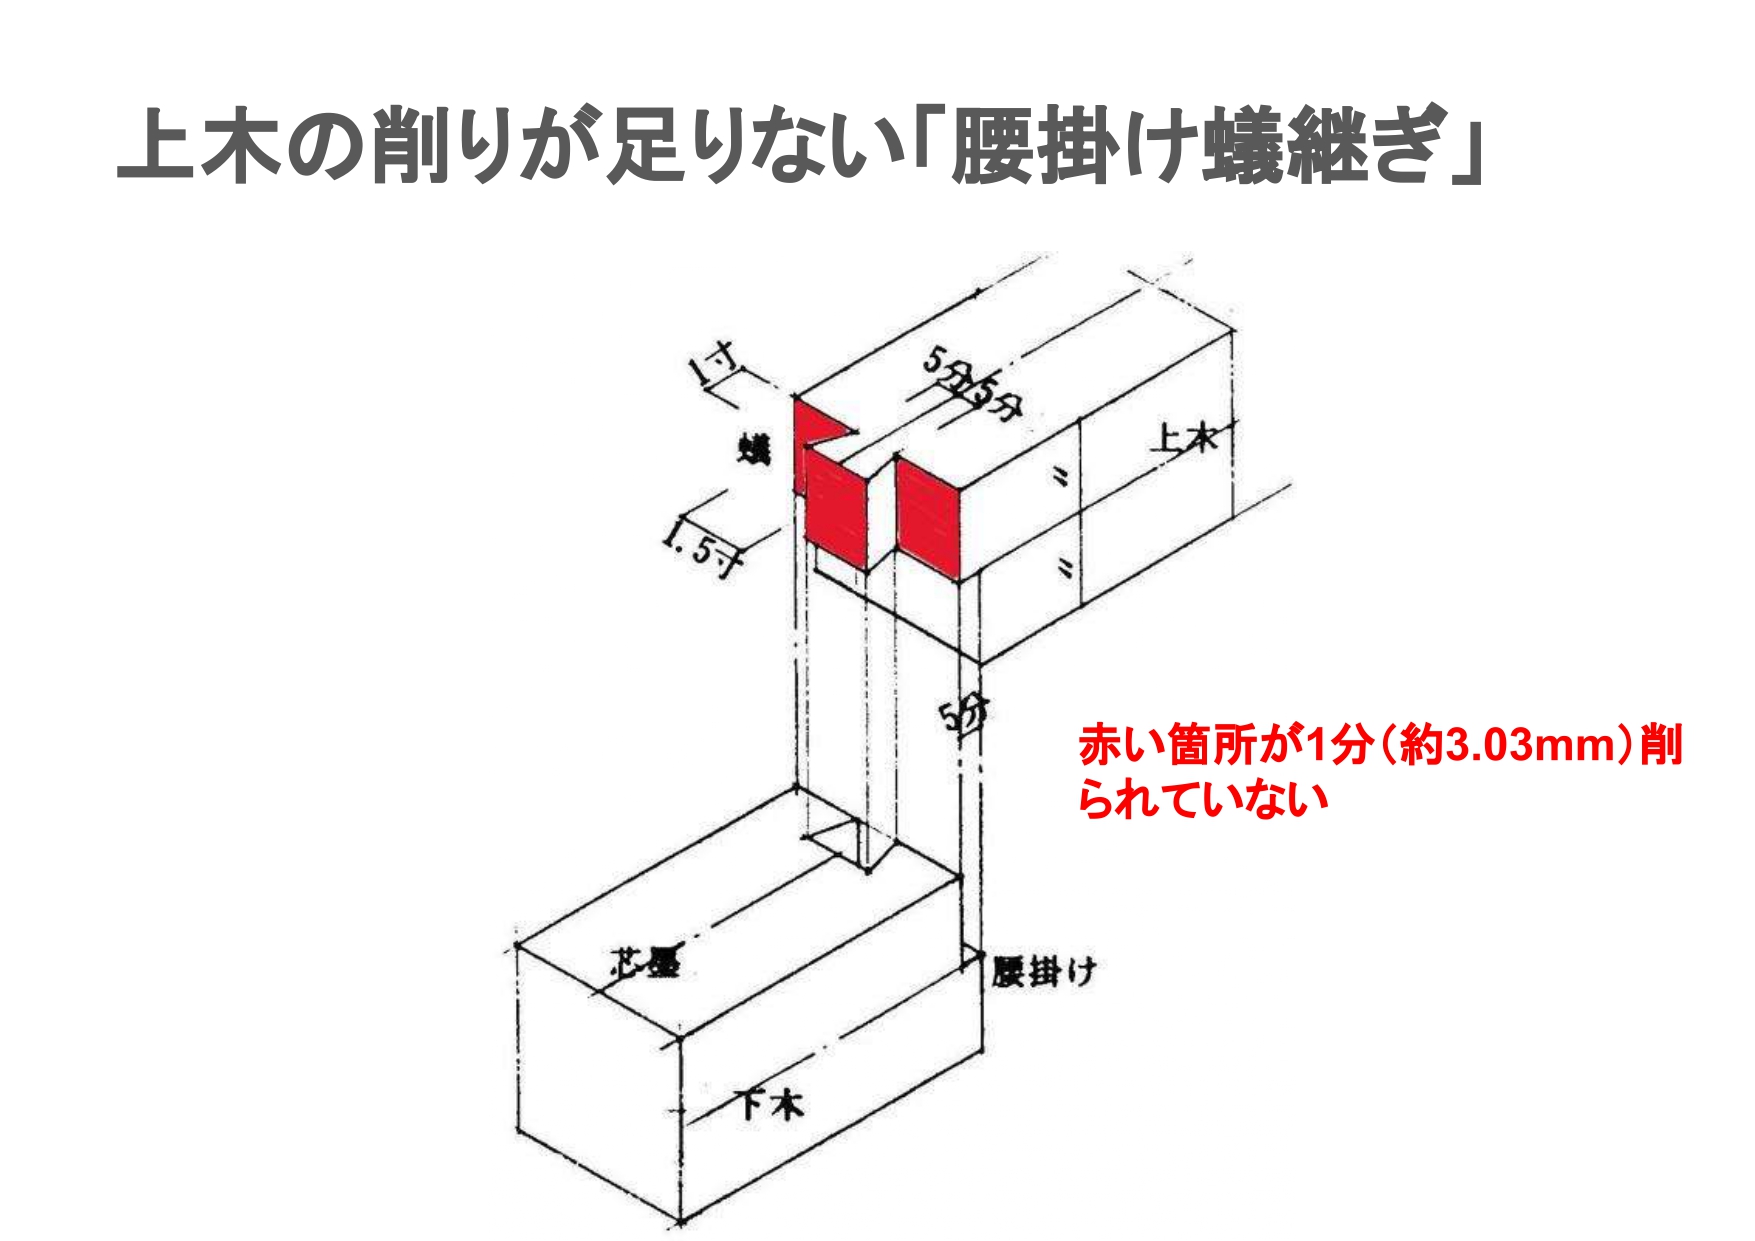 上木の削りが足りない「腰掛け蟻継ぎ」
1寸
5分
5分
上木
蟻
1.5寸
5分
赤い箇所が1分（約3.03mm）削
られていない
芯墨
腰掛け
下木